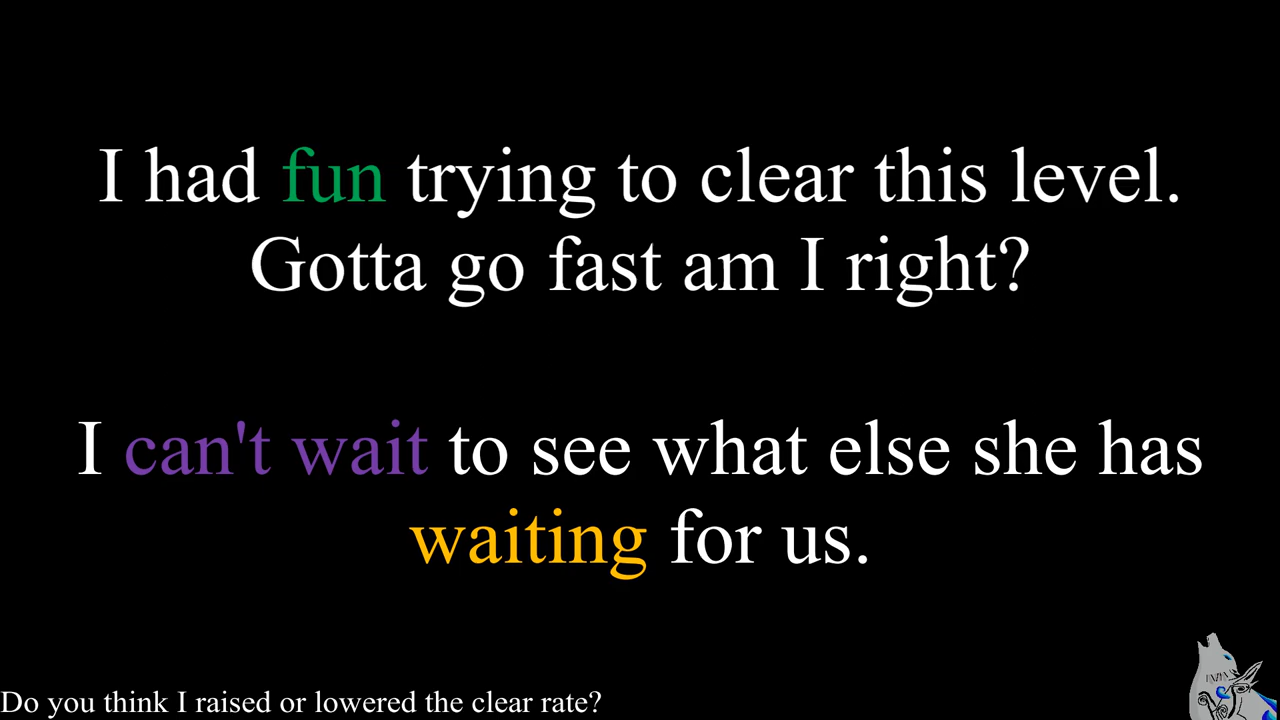 I had fun trying to clear this level.
Gotta go fast am I right?
I can't wait to see what else she has
waiting for us.
Do you think I raised or lowered the clear rate?